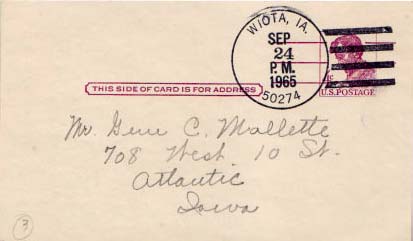 WIOTA, IA.
SEP
24
P. M.
1965
50274
4c
U.S. POSTAGE
THIS SIDE OF CARD IS FOR ADDRESS
Mr. Gene C. Mallette
708 West 10 St.
Atlantic
Iowa
3